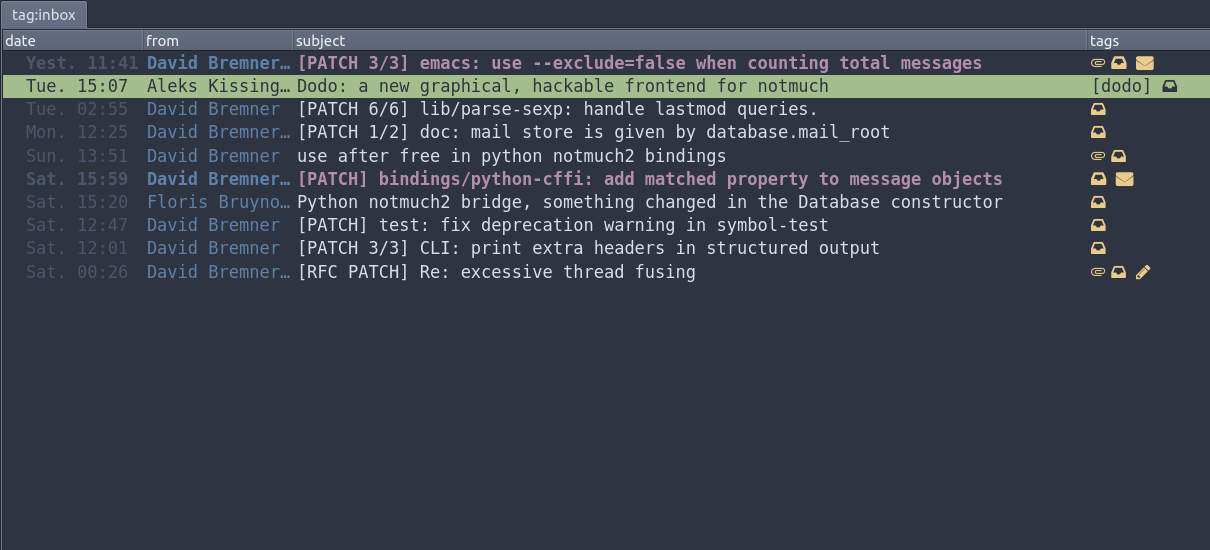 tag:inbox
date from subject tags
Yest. 11:41 David Bremner… [PATCH 3/3] emacs: use --exclude=false when counting total messages
Tue. 15:07 Aleks Kissing… Dodo: a new graphical, hackable frontend for notmuch [dodo]
Tue. 02:55 David Bremner [PATCH 6/6] lib/parse-sexp: handle lastmod queries.
Mon. 12:25 David Bremner… [PATCH 1/2] doc: mail store is given by database.mail_root
Sun. 13:51 David Bremner use after free in python notmuch2 bindings
Sat. 15:59 David Bremner… [PATCH] bindings/python-cffi: add matched property to message objects
Sat. 15:20 Floris Bruyno… Python notmuch2 bridge, something changed in the Database constructor
Sat. 12:47 David Bremner [PATCH] test: fix deprecation warning in symbol-test
Sat. 12:01 David Bremner [PATCH 3/3] CLI: print extra headers in structured output
Sat. 00:26 David Bremner… [RFC PATCH] Re: excessive thread fusing